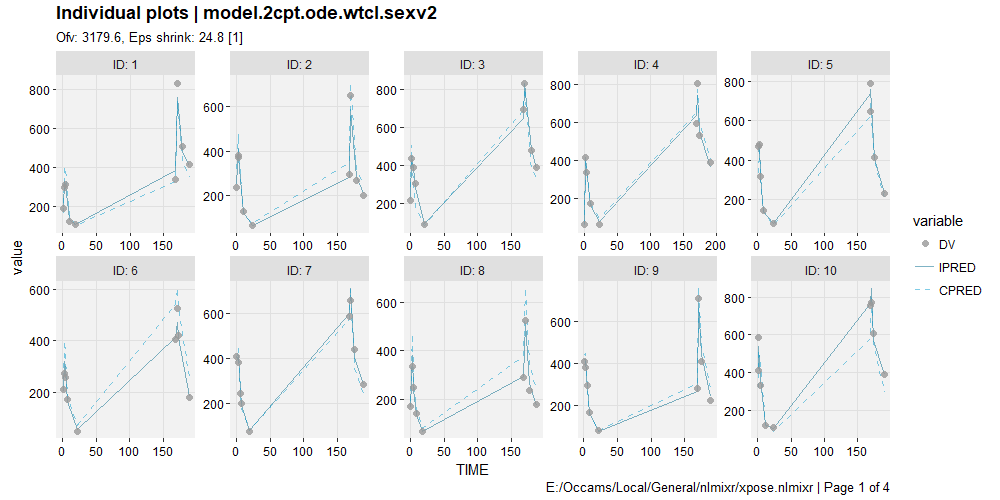 Individual plots | model.2cpt.ode.wtcl.sexv2
Ofv: 3179.6, Eps shrink: 24.8 [1]
ID: 1
ID: 2
ID: 3
ID: 4
ID: 5
800
600
400
200
0 50 100 150
600
400
200
0 50 100 150
800
600
400
200
0 50 100 150
800
600
400
200
0 50 100 150 200
800
600
400
200
0 50 100 150
ID: 6
ID: 7
ID: 8
ID: 9
ID: 10
600
400
200
0 50 100 150
600
400
200
0 50 100 150
600
400
200
0 50 100 150
600
400
200
0 50 100 150
800
600
400
200
0 50 100 150
value
TIME
variable
DV
IPRED
CPRED
E:/Occams/Local/General/nlmixr/xpose.nlmixr | Page 1 of 4